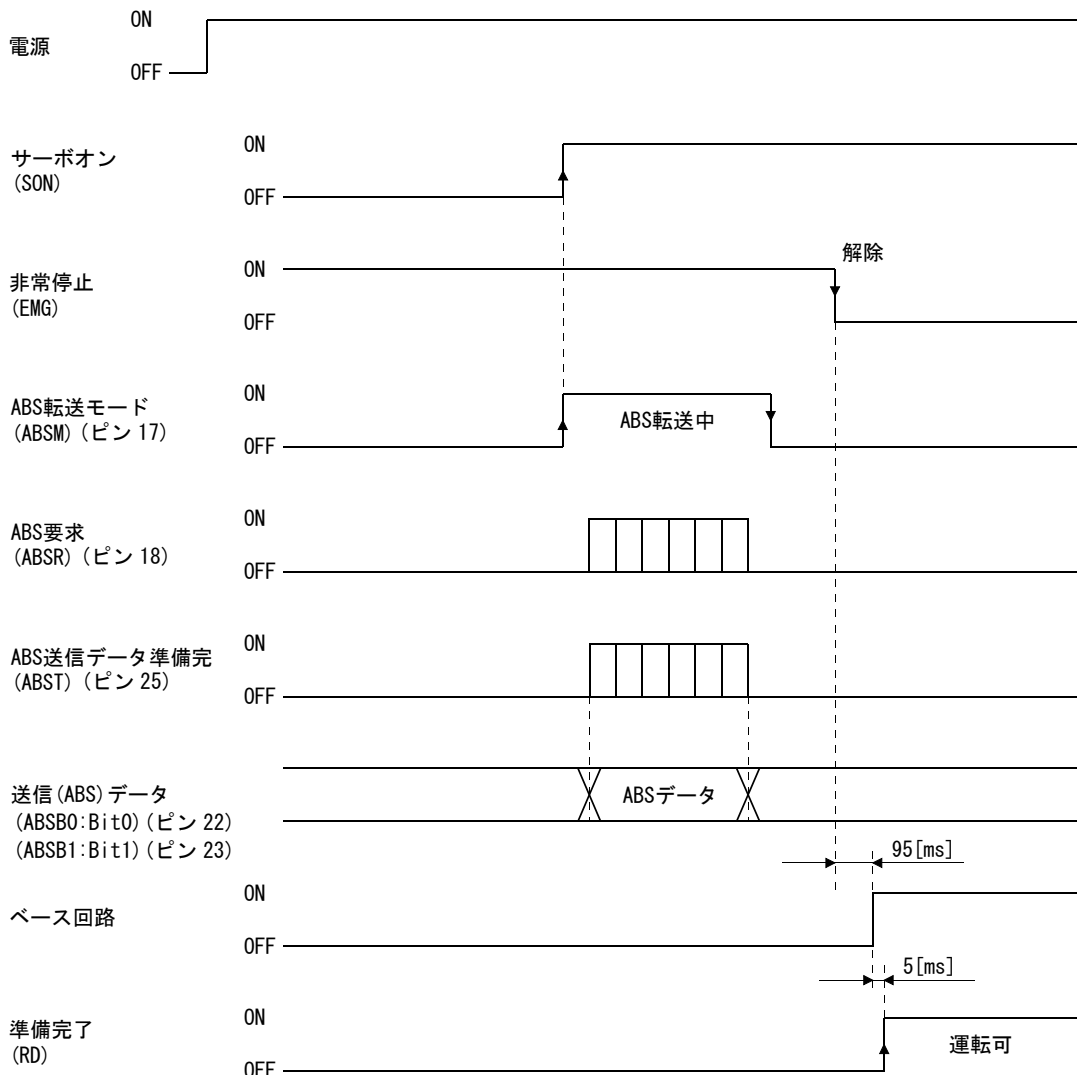 電源
ON
OFF
サーボオン
(SON)
ON
OFF
非常停止
(EMG)
ON
OFF
解除
ABS転送モード
(ABSM)(ピン 17)
ON
OFF
ABS転送中
ABS要求
(ABSR)(ピン 18)
ON
OFF
ABS送信データ準備完
(ABST)(ピン 25)
ON
OFF
送信(ABS)データ
(ABSB0:Bit0)(ピン 22)
(ABSB1:Bit1)(ピン 23)
ABSデータ
95[ms]
ベース回路
ON
OFF
5[ms]
準備完了
(RD)
ON
OFF
運転可